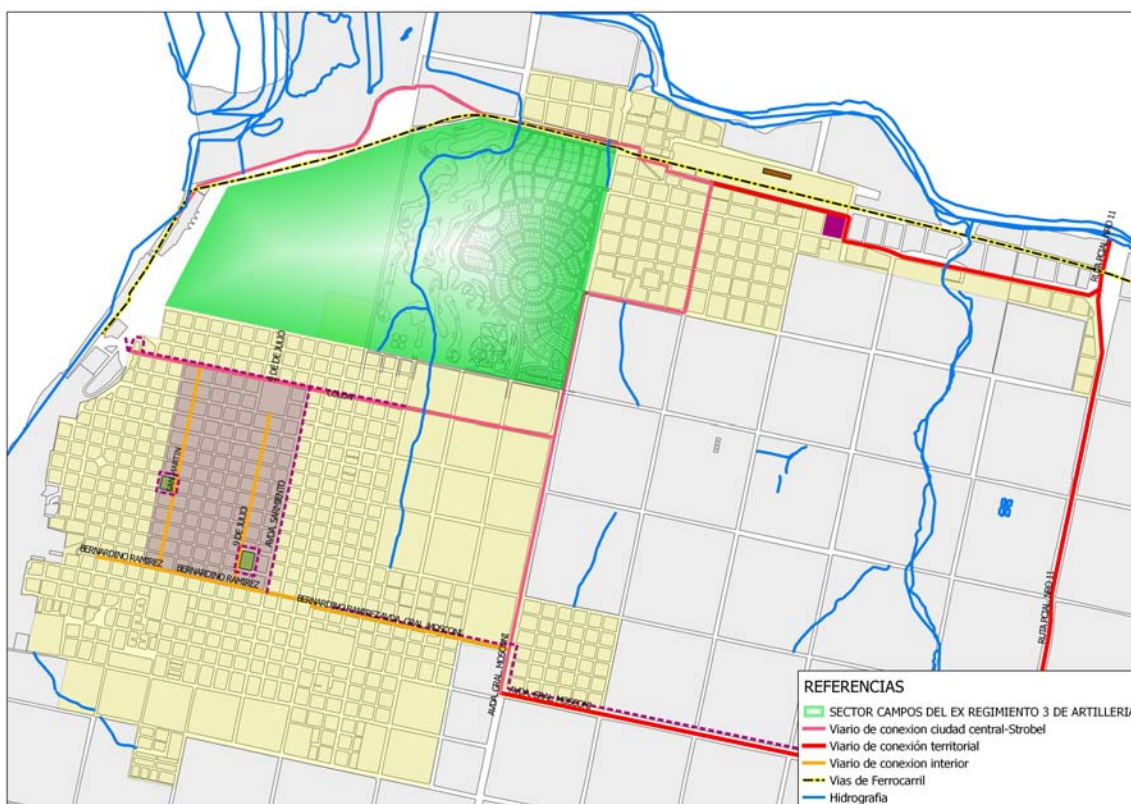 RUTA PCIAL NRO 11
9 DE JULIO
SAN MARTIN
9 DE JULIO
AVDA. SARMIENTO
BERNARDINO RAMIREZ
BERNARDINO RAMIREZ
BERNARDINO RAMIREZ
AVDA. GRAL. MOSCONI
AVDA. GRAL. MOSCONI
AVDA. GRAL. MOSCONI
RUTA PCIAL NRO 11
REFERENCIAS
SECTOR CAMPOS DEL EX REGIMIENTO 3 DE ARTILLERIA
Viario de conexion ciudad central-Strobel
Viario de conexión territorial
Viario de conexion interior
Vias de Ferrocarril
Hidrografia